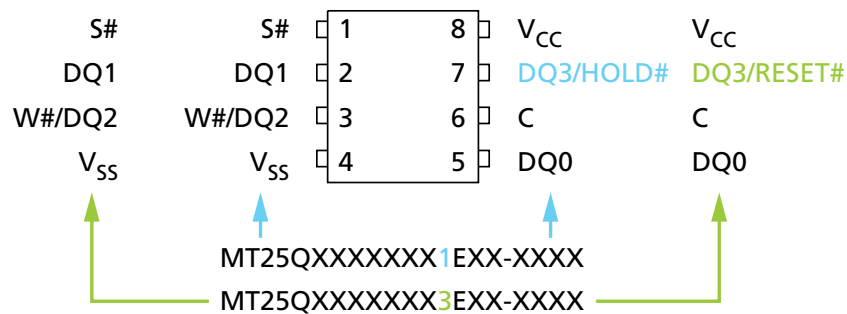 S# S# 1 8 VCC VCC
DQ1 DQ1 2 7 DQ3/HOLD# DQ3/RESET#
W#/DQ2 W#/DQ2 3 6 C C
VSS VSS 4 5 DQ0 DQ0
MT25QXXXXXXX1EXX-XXXX
MT25QXXXXXXX3EXX-XXXX